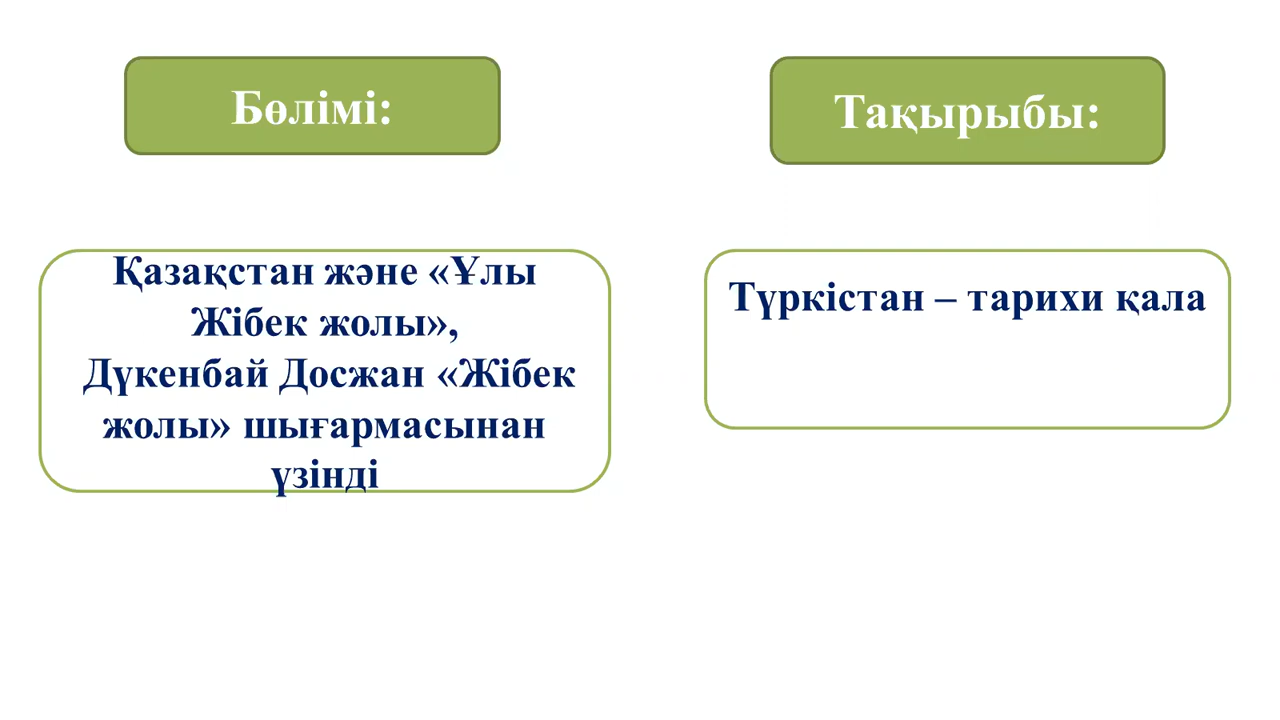 Бөлімі:
Тақырыбы:
Қазақстан және «Ұлы
Жібек жолы»,
Дүкенбай Досжан «Жібек
жолы» шығармасынан
үзінді
Түркістан – тарихи қала